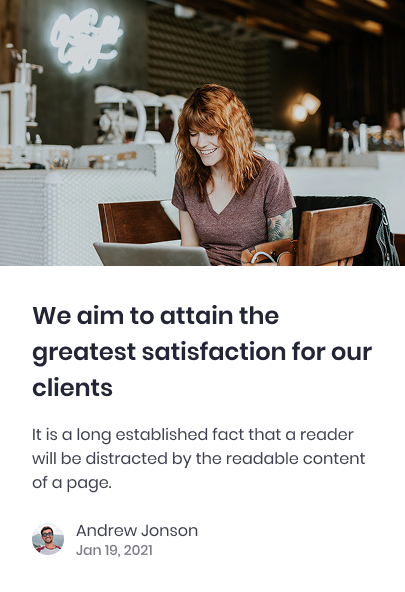 We aim to attain the
greatest satisfaction for our
clients
It is a long established fact that a reader
will be distracted by the readable content
of a page.
Andrew Jonson
Jan 19, 2021